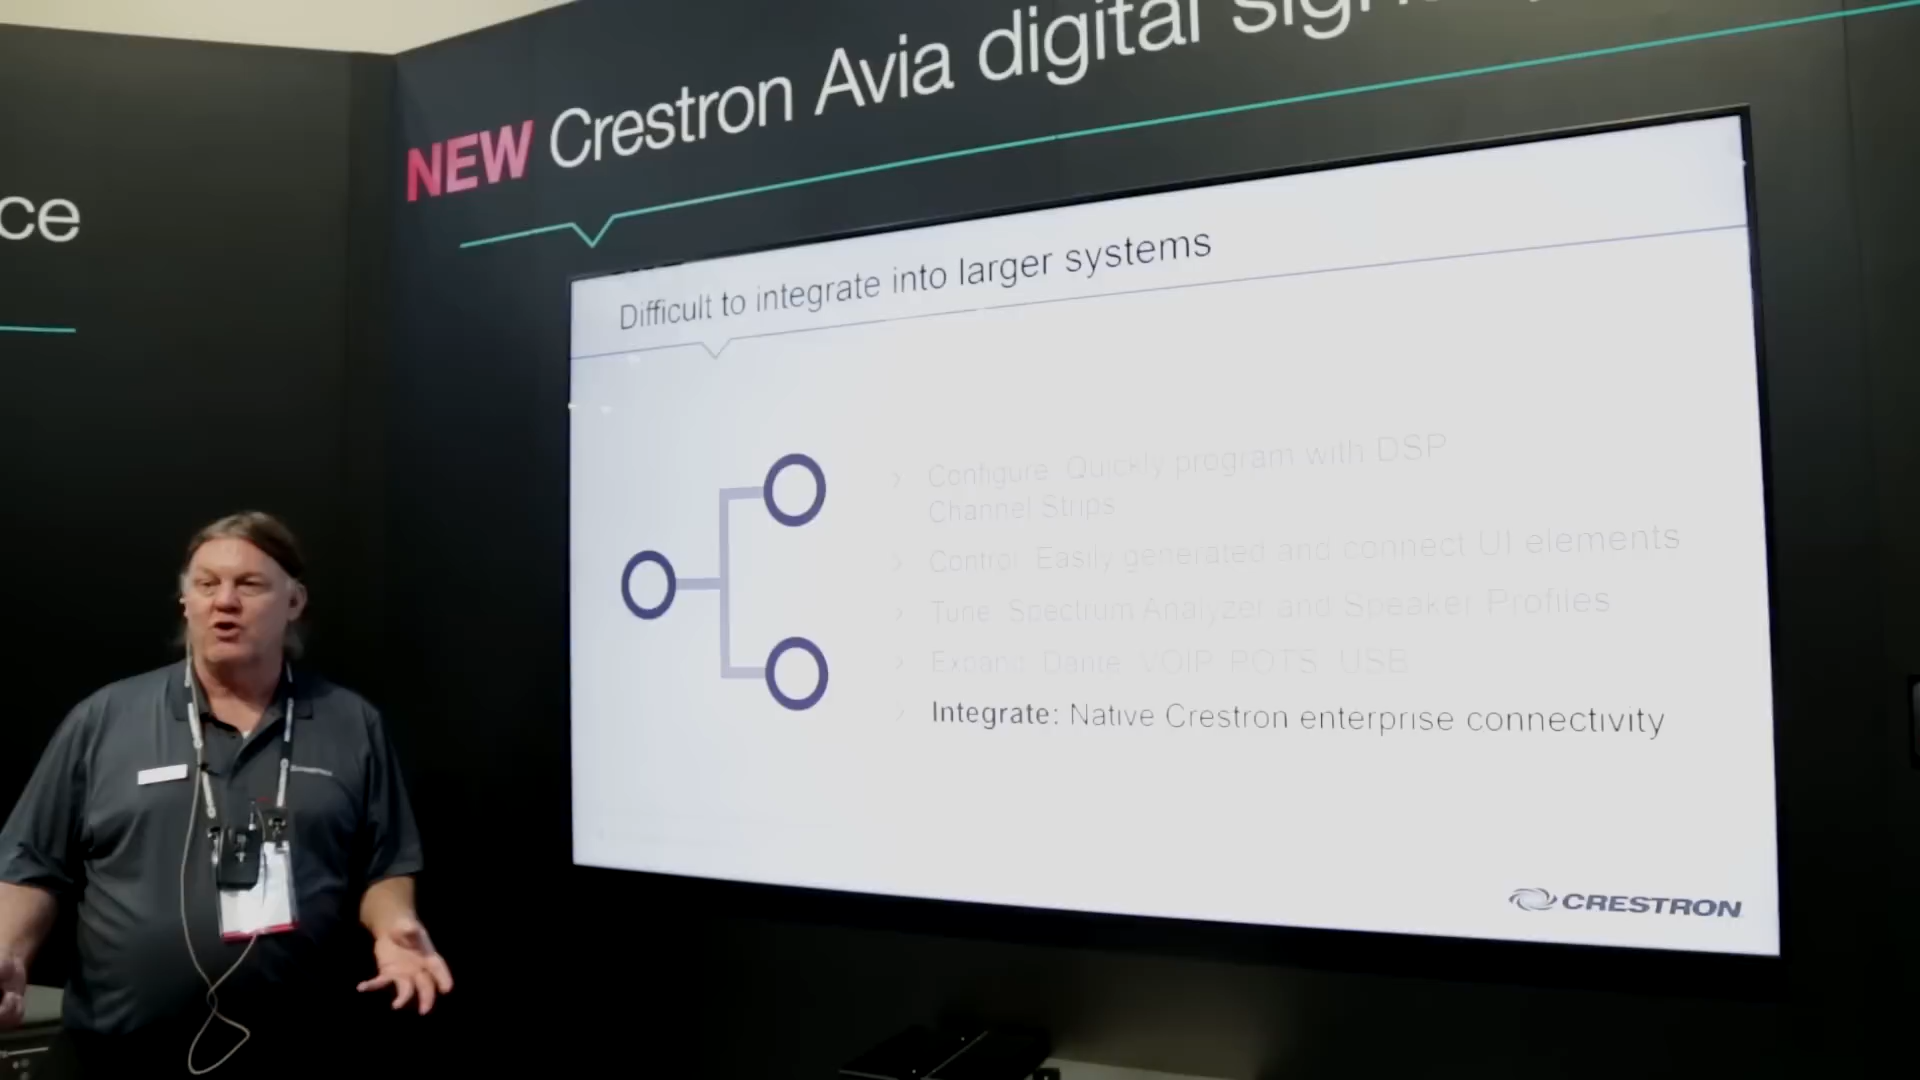 NEW Crestron Avia digital
ce
Difficult to integrate into larger systems
› Configure: Quickly program with DSP
Channel Strips
› Control: Easily generated and connect UI elements
› Tune: Spectrum Analyzer and Speaker Profiles
› Expand: Dante, VOIP, POTS, USB
› Integrate: Native Crestron enterprise connectivity
CRESTRON